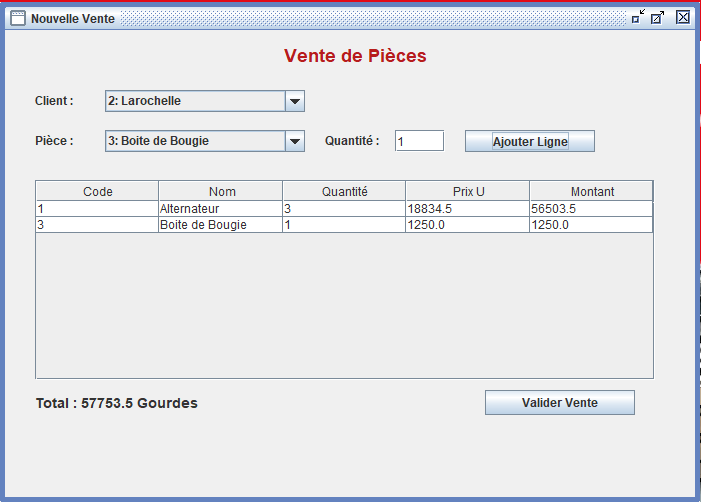 Nouvelle Vente
Vente de Pièces
Client : 2: Larochelle
Pièce : 3: Boite de Bougie Quantité : 1 Ajouter Ligne
Code Nom Quantité Prix U Montant
1 Alternateur 3 18834.5 56503.5
3 Boite de Bougie 1 1250.0 1250.0
Total : 57753.5 Gourdes Valider Vente